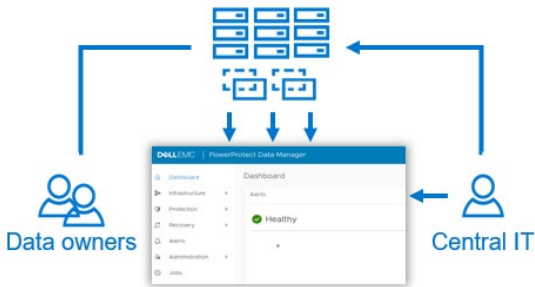 DELLEMC | PowerProtect Data Manager
Dashboard
Infrastructure
Protection
Recovery
Alerts
Administration
Jobs
Dashboard
Alerts
Healthy
Data owners
Central IT